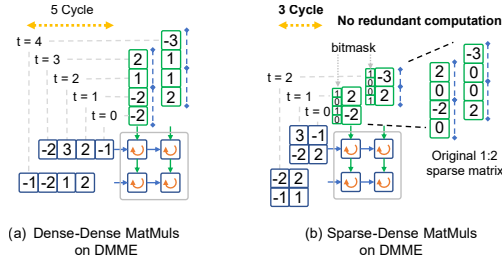 5 Cycle
t = 4
t = 3
t = 2
t = 1
t = 0
-3
2 1
1 1
-2 2
-2
-2 3 2 -1
-1 -2 1 2
(a) Dense-Dense MatMuls
on DMME
3 Cycle
No redundant computation
bitmask
t = 2
t = 1
t = 0
1
0
0
1
-3
2
1
0
1
0
2
-2
3 -1
-2 2
-2 2
-1 1
-3
2 0
0 0
-2 2
0
Original 1:2
sparse matrix
(b) Sparse-Dense MatMuls
on DMME